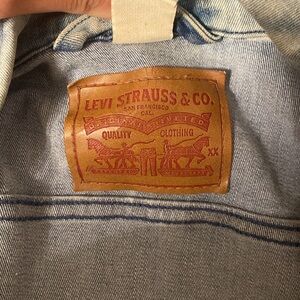 LEVI STRAUSS & CO.
SAN FRANCISCO
CAL.
QUALITY CLOTHING
XX